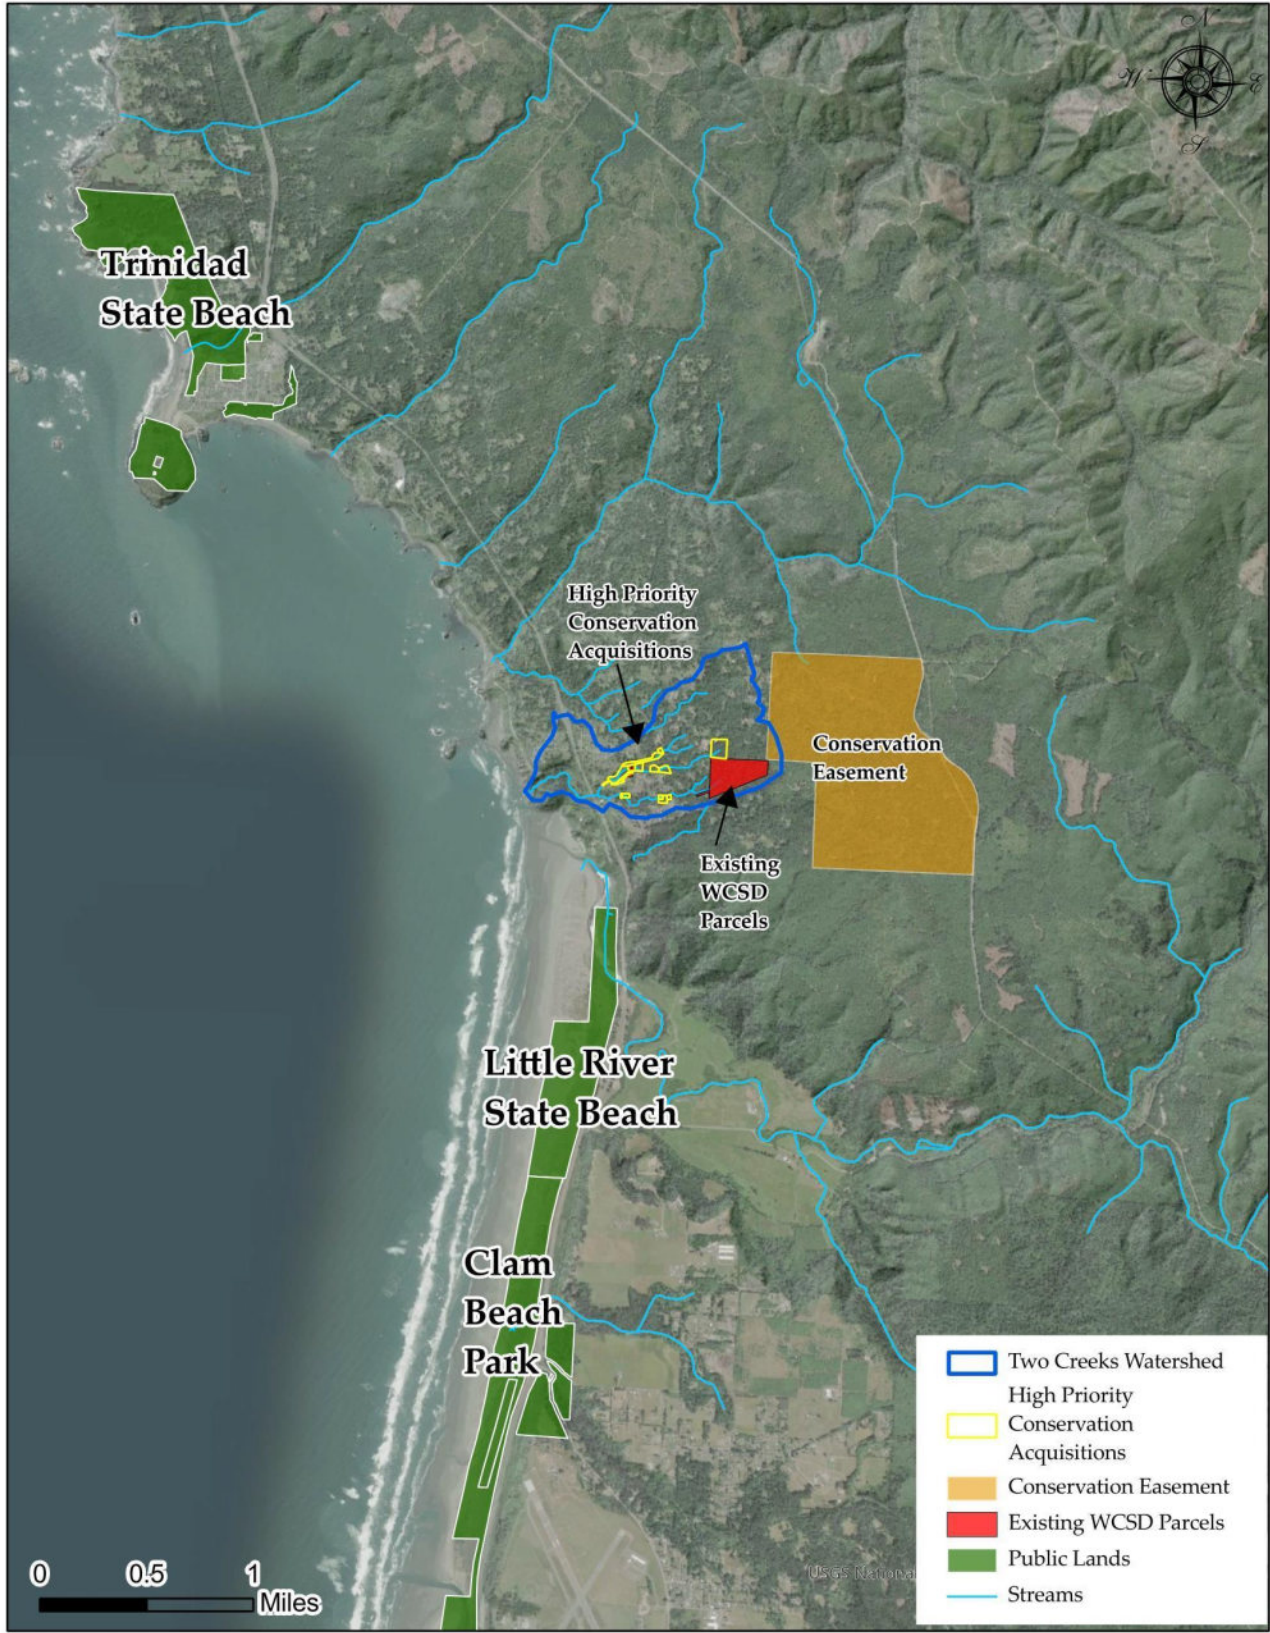 N
W
E
S
Trinidad
State Beach
High Priority
Conservation
Acquisitions
Conservation
Easement
Existing
WCSD
Parcels
Little River
State Beach
Clam
Beach
Park
Two Creeks Watershed
High Priority
Conservation
Acquisitions
Conservation Easement
Existing WCSD Parcels
Public Lands
Streams
0 0.5 1
Miles
USGS National